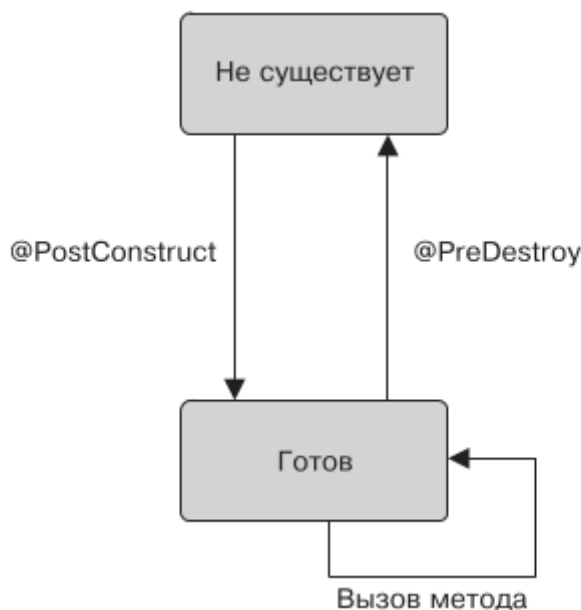 Не существует
@PostConstruct
@PreDestroy
Готов
Вызов метода